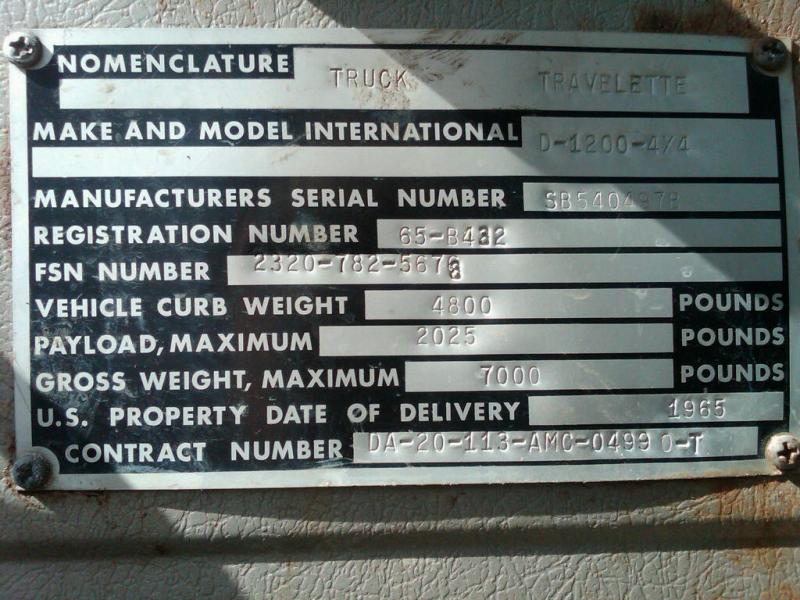 NOMENCLATURE TRUCK TRAVELETTE
MAKE AND MODEL INTERNATIONAL D-1200-4X4
MANUFACTURERS SERIAL NUMBER
REGISTRATION NUMBER
FSN NUMBER
VEHICLE CURB WEIGHT 4800 POUNDS
PAYLOAD, MAXIMUM 2025 POUNDS
GROSS WEIGHT, MAXIMUM 7000 POUNDS
U.S. PROPERTY DATE OF DELIVERY 1965
CONTRACT NUMBER DA-20-113-AMC-0499 O-T